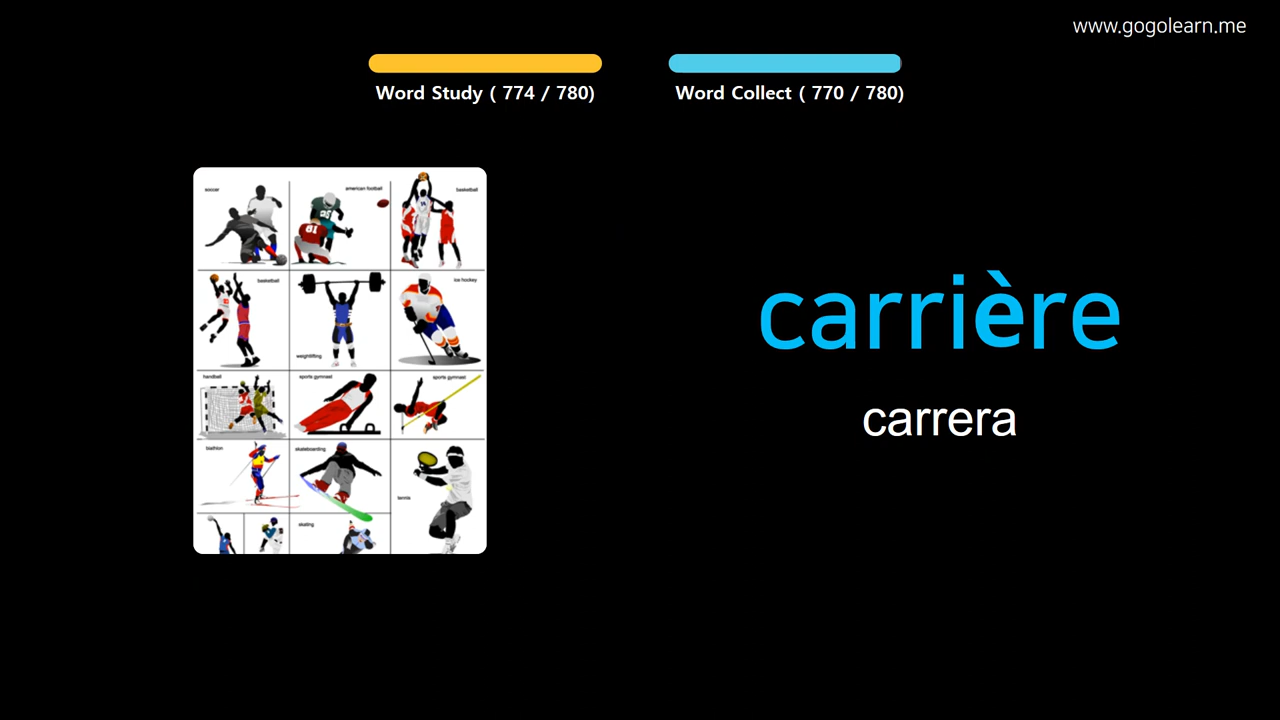 www.gogolearn.me
Word Study ( 774 / 780)
Word Collect ( 770 / 780)
soccer
american football
basketball
basketball
weightlifting
ice hockey
handball
sports gymnast
sports gymnast
biathlon
skateboarding
tennis
skating
carrière
carrera